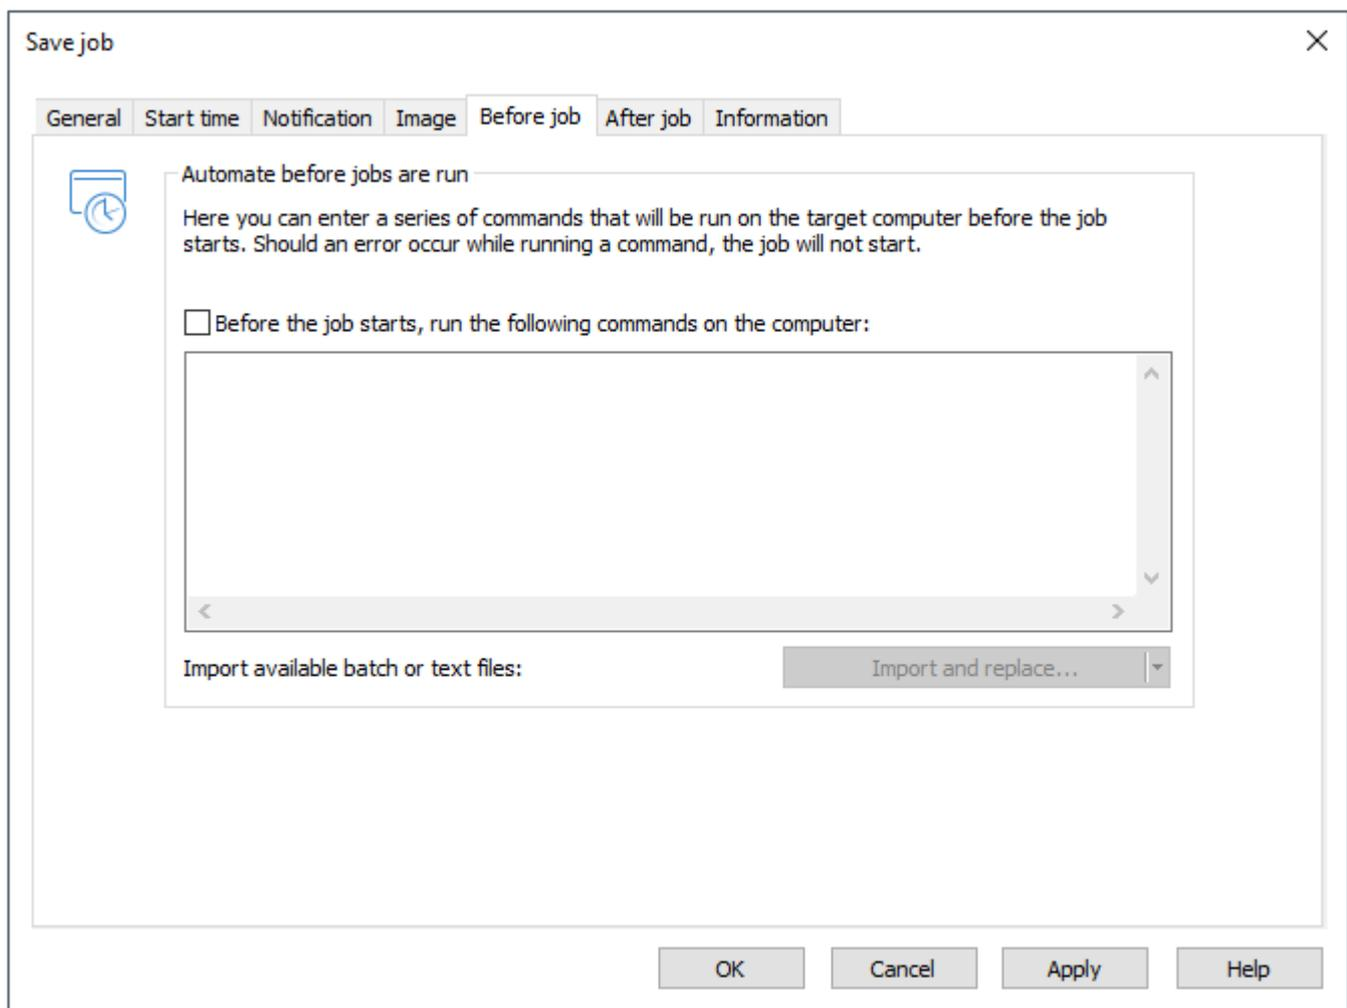 Save job
General Start time Notification Image Before job After job Information
Automate before jobs are run
Here you can enter a series of commands that will be run on the target computer before the job
starts. Should an error occur while running a command, the job will not start.
Before the job starts, run the following commands on the computer:
Import available batch or text files: Import and replace...
OK Cancel Apply Help